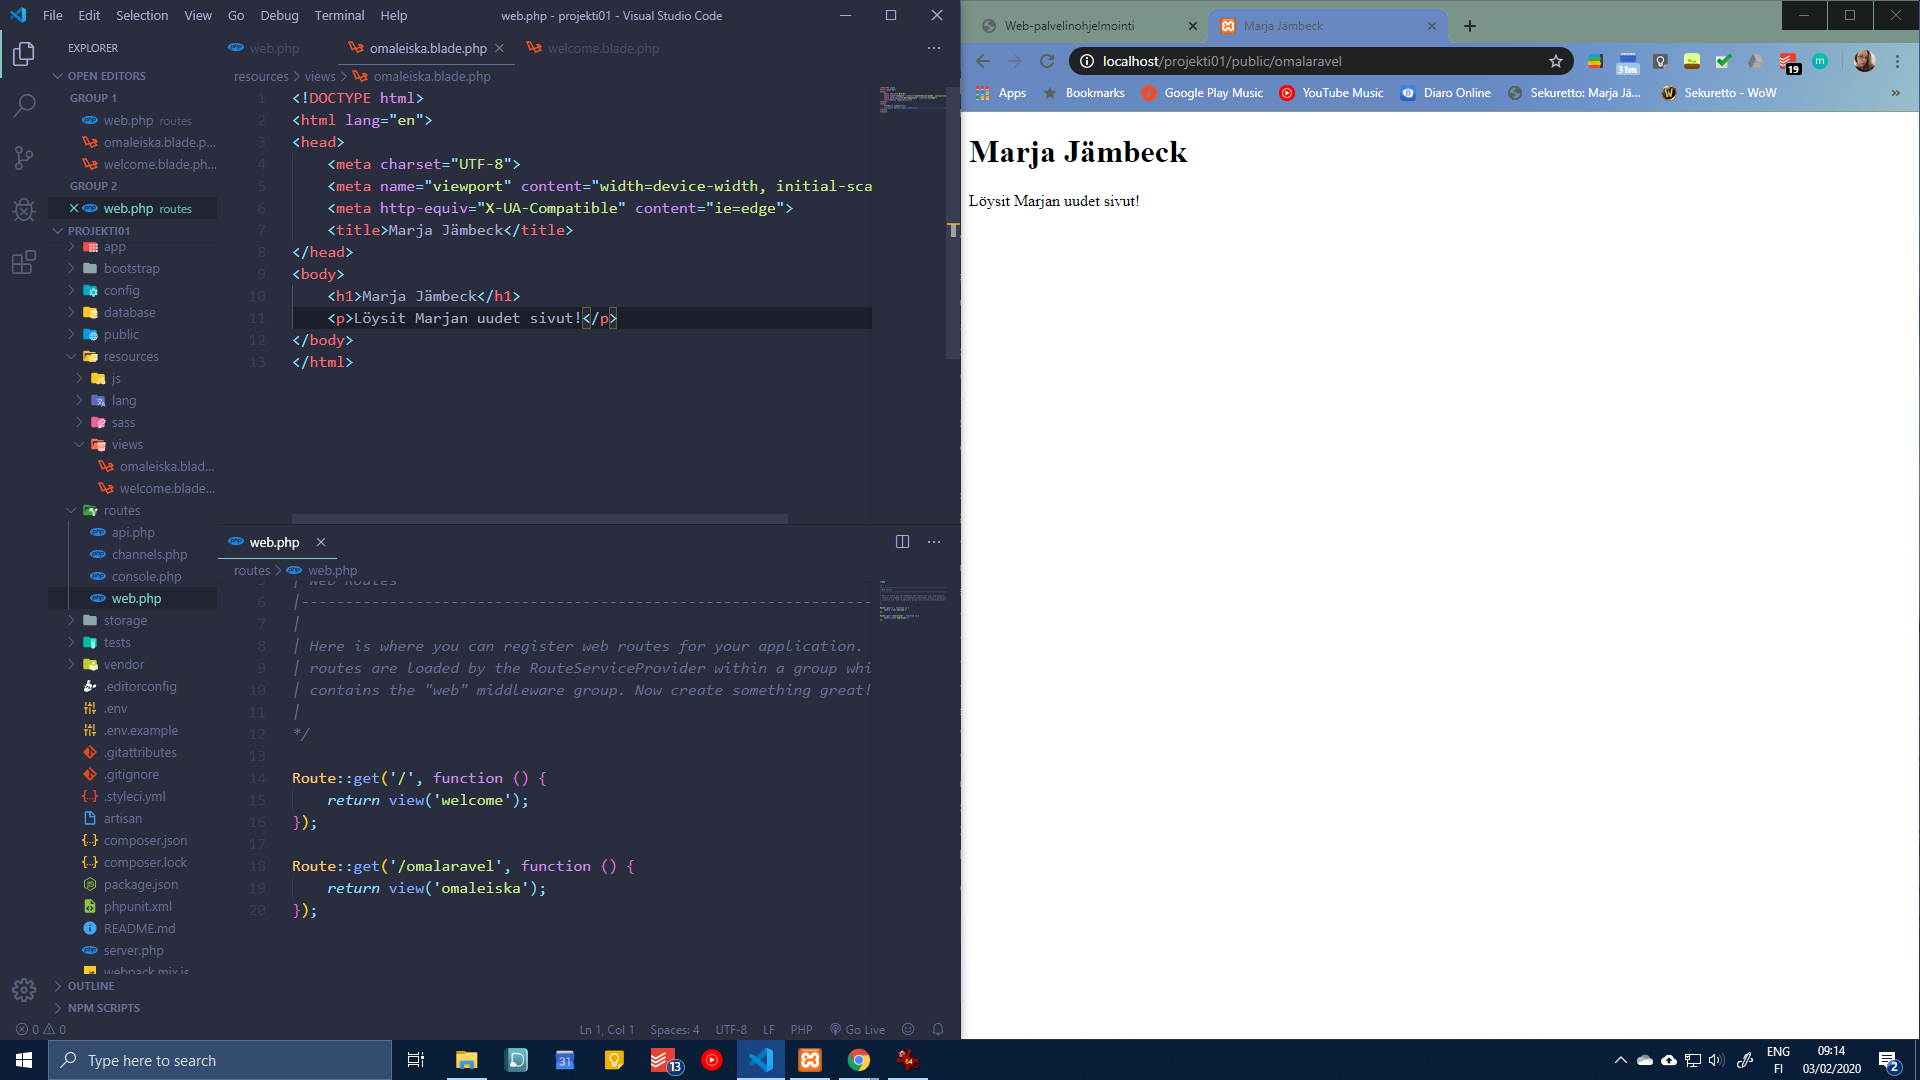 File Edit Selection View Go Debug Terminal Help
web.php - projekti01 - Visual Studio Code
EXPLORER
OPEN EDITORS
GROUP 1
web.php routes
omaleiska.blade.p...
welcome.blade.ph...
GROUP 2
web.php routes
PROJEKTI01
app
bootstrap
config
database
public
resources
js
lang
sass
views
omaleiska.blad...
welcome.blade...
routes
api.php
channels.php
console.php
web.php
storage
tests
vendor
.editorconfig
.env
.env.example
.gitattributes
.gitignore
.styleci.yml
artisan
composer.json
composer.lock
package.json
phpunit.xml
README.md
server.php
webpack.mix.js
OUTLINE
NPM SCRIPTS
web.php omaleiska.blade.php welcome.blade.php
resources > views > omaleiska.blade.php
1 <!DOCTYPE html>
2 <html lang="en">
3 <head>
4 <meta charset="UTF-8">
5 <meta name="viewport" content="width=device-width, initial-sca
6 <meta http-equiv="X-UA-Compatible" content="ie=edge">
7 <title>Marja Jämbeck</title>
8 </head>
9 <body>
10 <h1>Marja Jämbeck</h1>
11 <p>Löysit Marjan uudet sivut!</p>
12 </body>
13 </html>
web.php
routes > web.php
5 | Web Routes
6 |--------------------------------------------------------------
7 |
8 | Here is where you can register web routes for your application.
9 | routes are loaded by the RouteServiceProvider within a group whi
10 | contains the "web" middleware group. Now create something great!
11 |
12 */
13
14 Route::get('/', function () {
15 return view('welcome');
16 });
17
18 Route::get('/omalaravel', function () {
19 return view('omaleiska');
20 });
0 0
Ln 1, Col 1 Spaces: 4 UTF-8 LF PHP Go Live
Web-palvelinohjelmointi
Marja Jämbeck
localhost/projekti01/public/omalaravel
31m
19
m
Apps Bookmarks Google Play Music YouTube Music Diaro Online Sekuretto: Marja Jä... Sekuretto - WoW
Marja Jämbeck
Löysit Marjan uudet sivut!
Type here to search
31
13
64
ENG
FI
09:14
03/02/2020
2